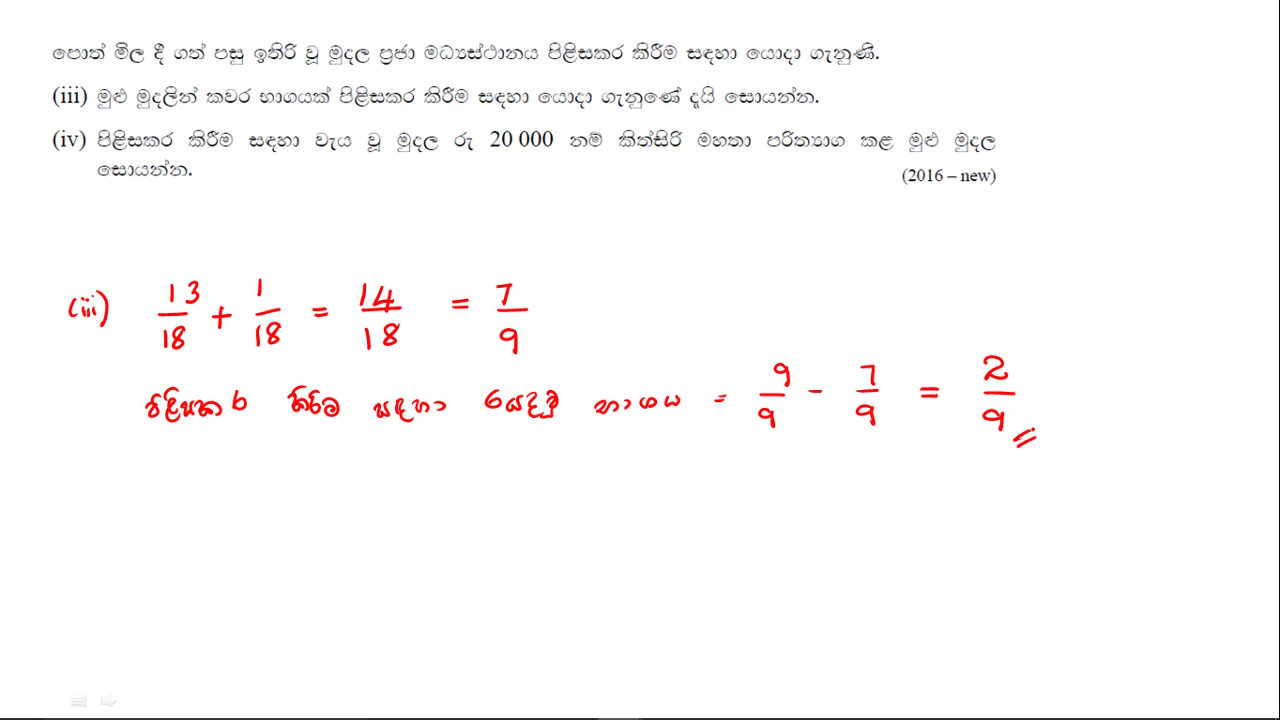 පොත් මිල දී ගත් පසු ඉතිරි වූ මුදල ප්‍රජා මධ්‍යස්ථානය පිළිසකර කිරීම සඳහා යොදා ගැනුණි.
(iii) මුළු මුදලින් කවර භාගයක් පිළිසකර කිරීම සඳහා යොදා ගැනුණේ දැයි සොයන්න.
(iv) පිළිසකර කිරීම සඳහා වැය වූ මුදල රු 20 000 නම් කිත්සිරි මහතා පරිත්‍යාග කළ මුළු මුදල
සොයන්න. (2016 – new)
(iii) 13/18 + 1/18 = 14/18 = 7/9
පිළිසකර කිරීම සඳහා යෙදවූ භාගය = 9/9 - 7/9 = 2/9